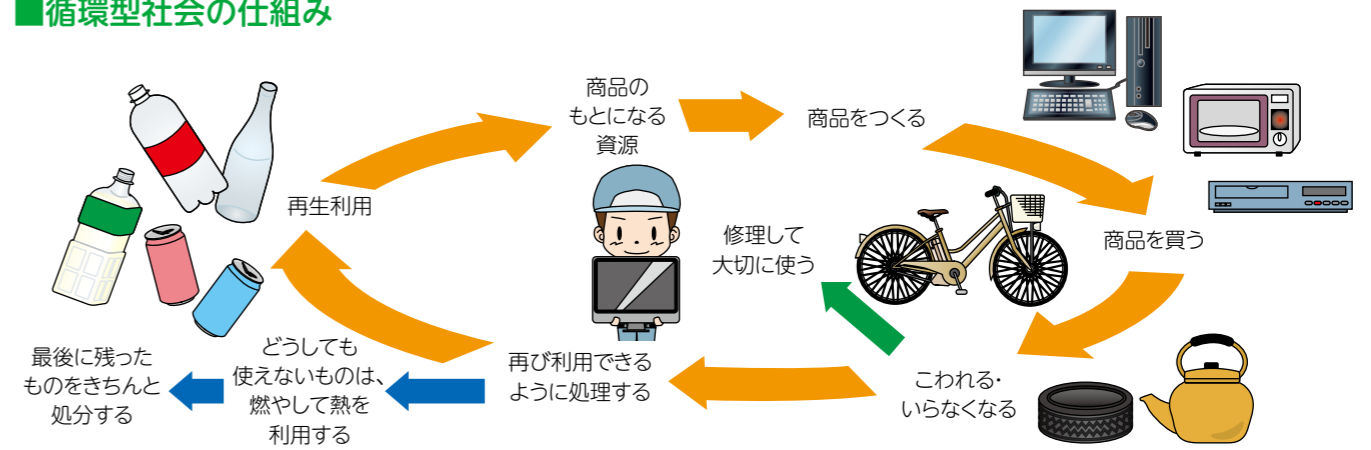 ■循環型社会の仕組み
商品の
もとになる
資源
商品をつくる
商品を買う
こわれる・
いらなくなる
修理して
大切に使う
再び利用できる
ように処理する
再生利用
どうしても
使えないものは、
燃やして熱を
利用する
最後に残った
ものをきちんと
処分する